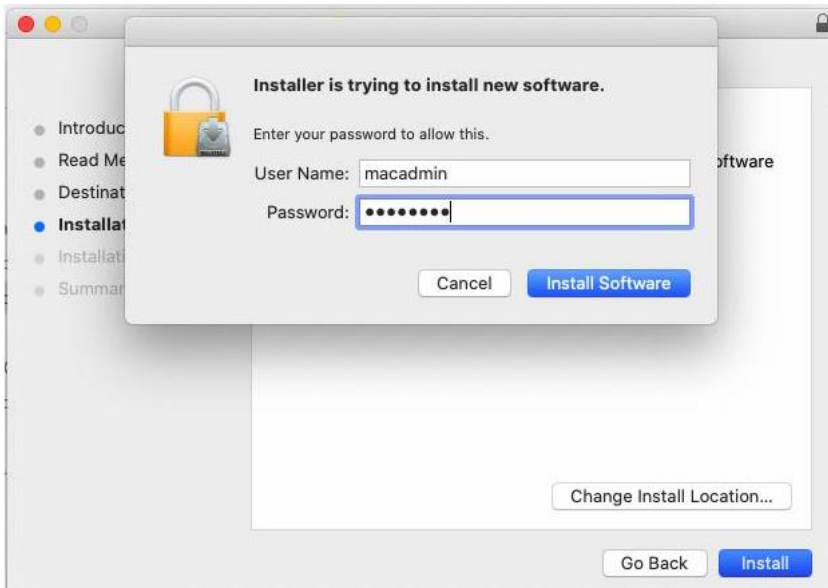 Installer is trying to install new software.
Enter your password to allow this.
User Name: macadmin
Password: ••••••••
Cancel
Install Software
Introduc
Read Me
Destinat
Installat
Installati
Summar
oftware
Change Install Location...
Go Back
Install